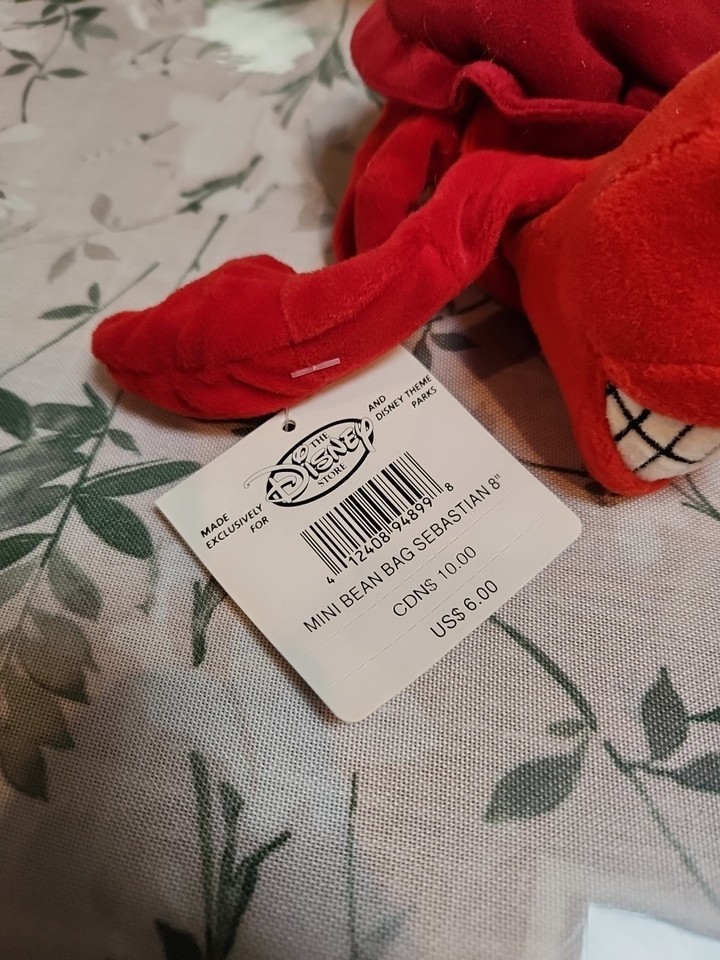 MADE
EXCLUSIVELY
FOR
THE
DISNEY
STORE
AND
DISNEY THEME
PARKS
4 12408 94899 8
MINI BEAN BAG SEBASTIAN 8"
CDN$ 10.00
US$ 6.00